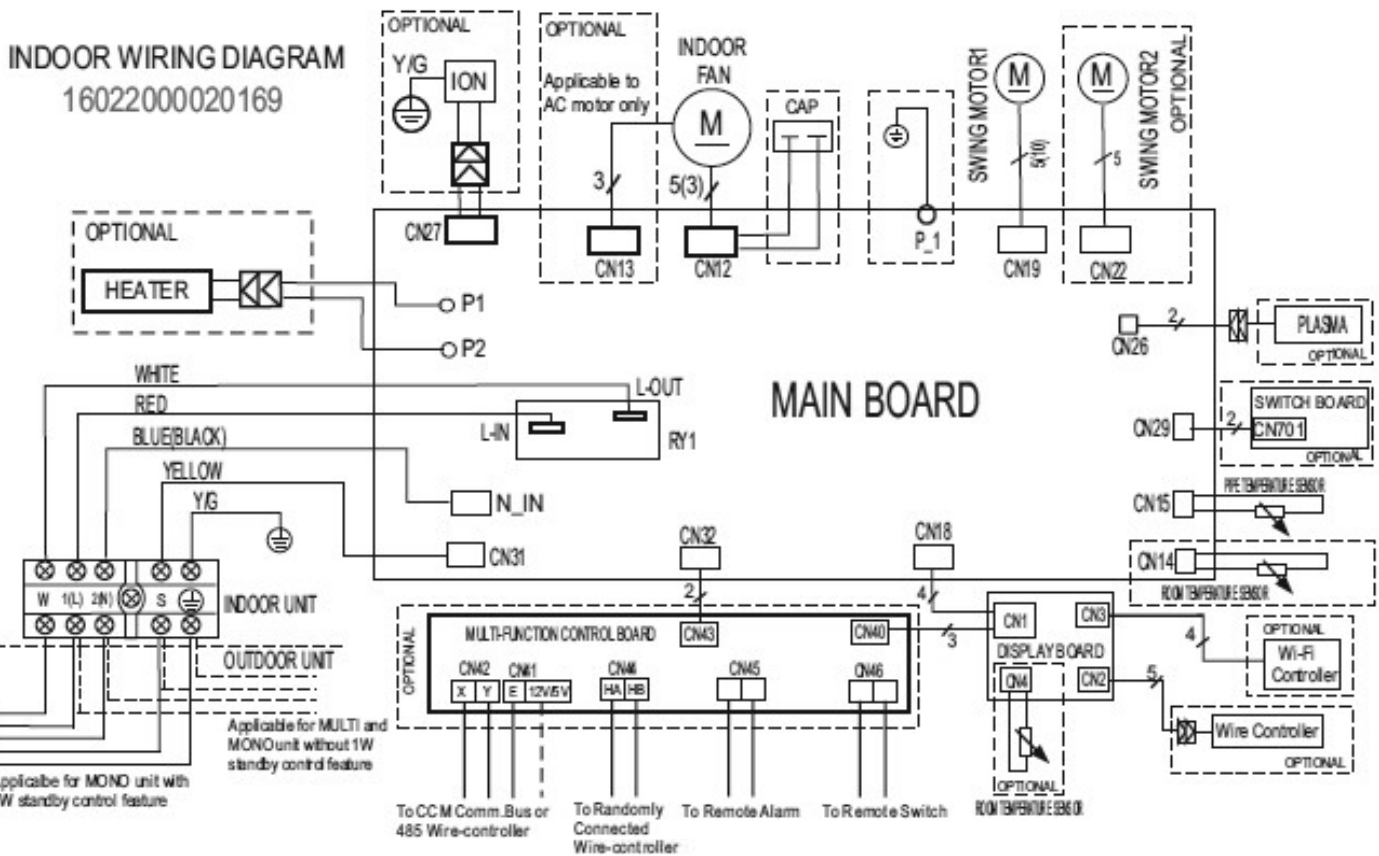 INDOOR WIRING DIAGRAM
16022000020169
OPTIONAL
Y/G
ION
CN27
OPTIONAL
Applicable to
AC motor only
3
CN13
INDOOR
FAN
M
5(3)
CN12
CAP
P_1
SWING MOTOR1
M
5(10)
CN19
SWING MOTOR2
OPTIONAL
M
5
CN22
OPTIONAL
HEATER
P1
P2
WHITE
RED
BLUE(BLACK)
YELLOW
Y/G
L-OUT
L-IN
RY1
N_IN
CN31
MAIN BOARD
CN26
2
PLASMA
OPTIONAL
CN29
2
SWITCH BOARD
CN701
OPTIONAL
CN15
PIPE TEMPERATURE SENSOR
CN14
ROOM TEMPERATURE SENSOR
CN32
2
CN18
4
W 1(L) 2(N) S
INDOOR UNIT
OUTDOOR UNIT
Applicable for MULTI and
MONO unit without 1W
standby control feature
Applicalbe for MONO unit with
W standby control feature
OPTIONAL
MULTI-FUNCTION CONTROL BOARD
CN43
CN40
3
CN42
X Y
CN41
E 12V/5V
CN44
HA HB
CN45
CN46
To CCM Comm.Bus or
485 Wire-controller
To Randomly
Connected
Wire-controller
To Remote Alarm
To Remote Switch
CN1
CN3
DISPLAY BOARD
CN4
CN2
OPTIONAL
ROOM TEMPERATURE SENSOR
4
OPTIONAL
Wi-Fi
Controller
5
Wire Controller
OPTIONAL